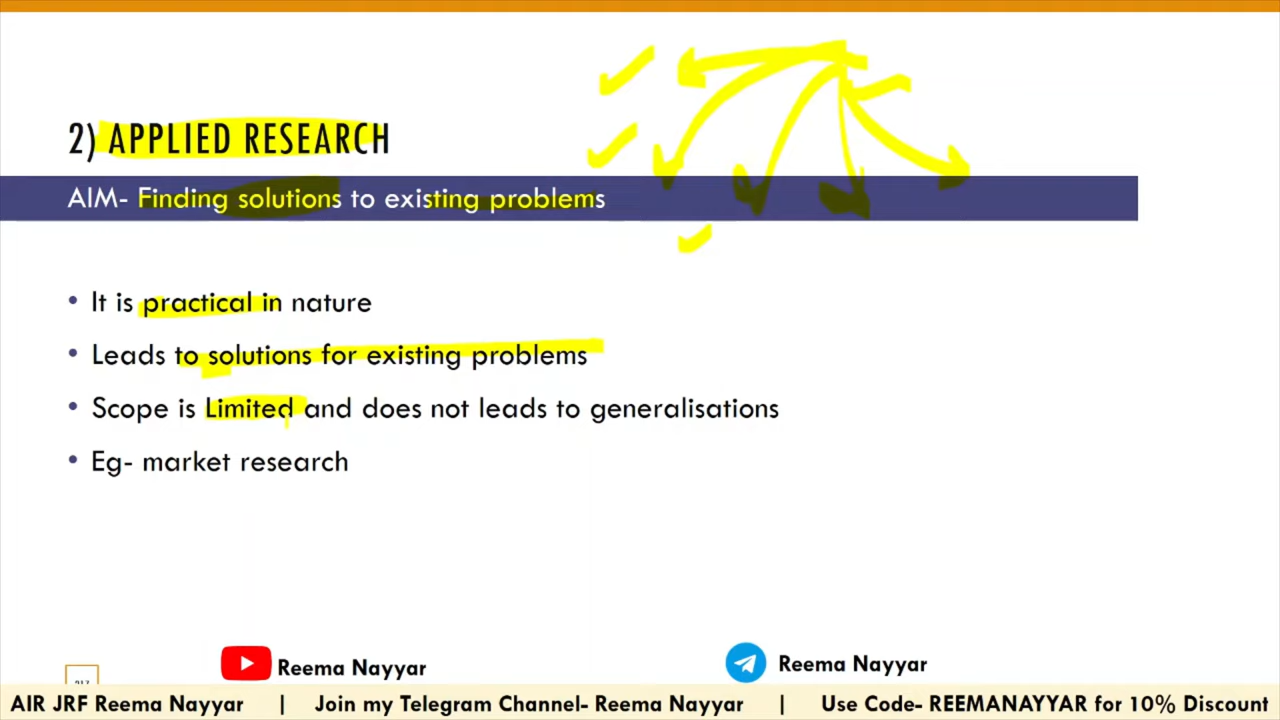 2) APPLIED RESEARCH
AIM- Finding solutions to existing problems
• It is practical in nature
• Leads to solutions for existing problems
• Scope is Limited and does not leads to generalisations
• Eg- market research
Reema Nayyar
Reema Nayyar
AIR JRF Reema Nayyar | Join my Telegram Channel- Reema Nayyar | Use Code- REEMANAYYAR for 10% Discount